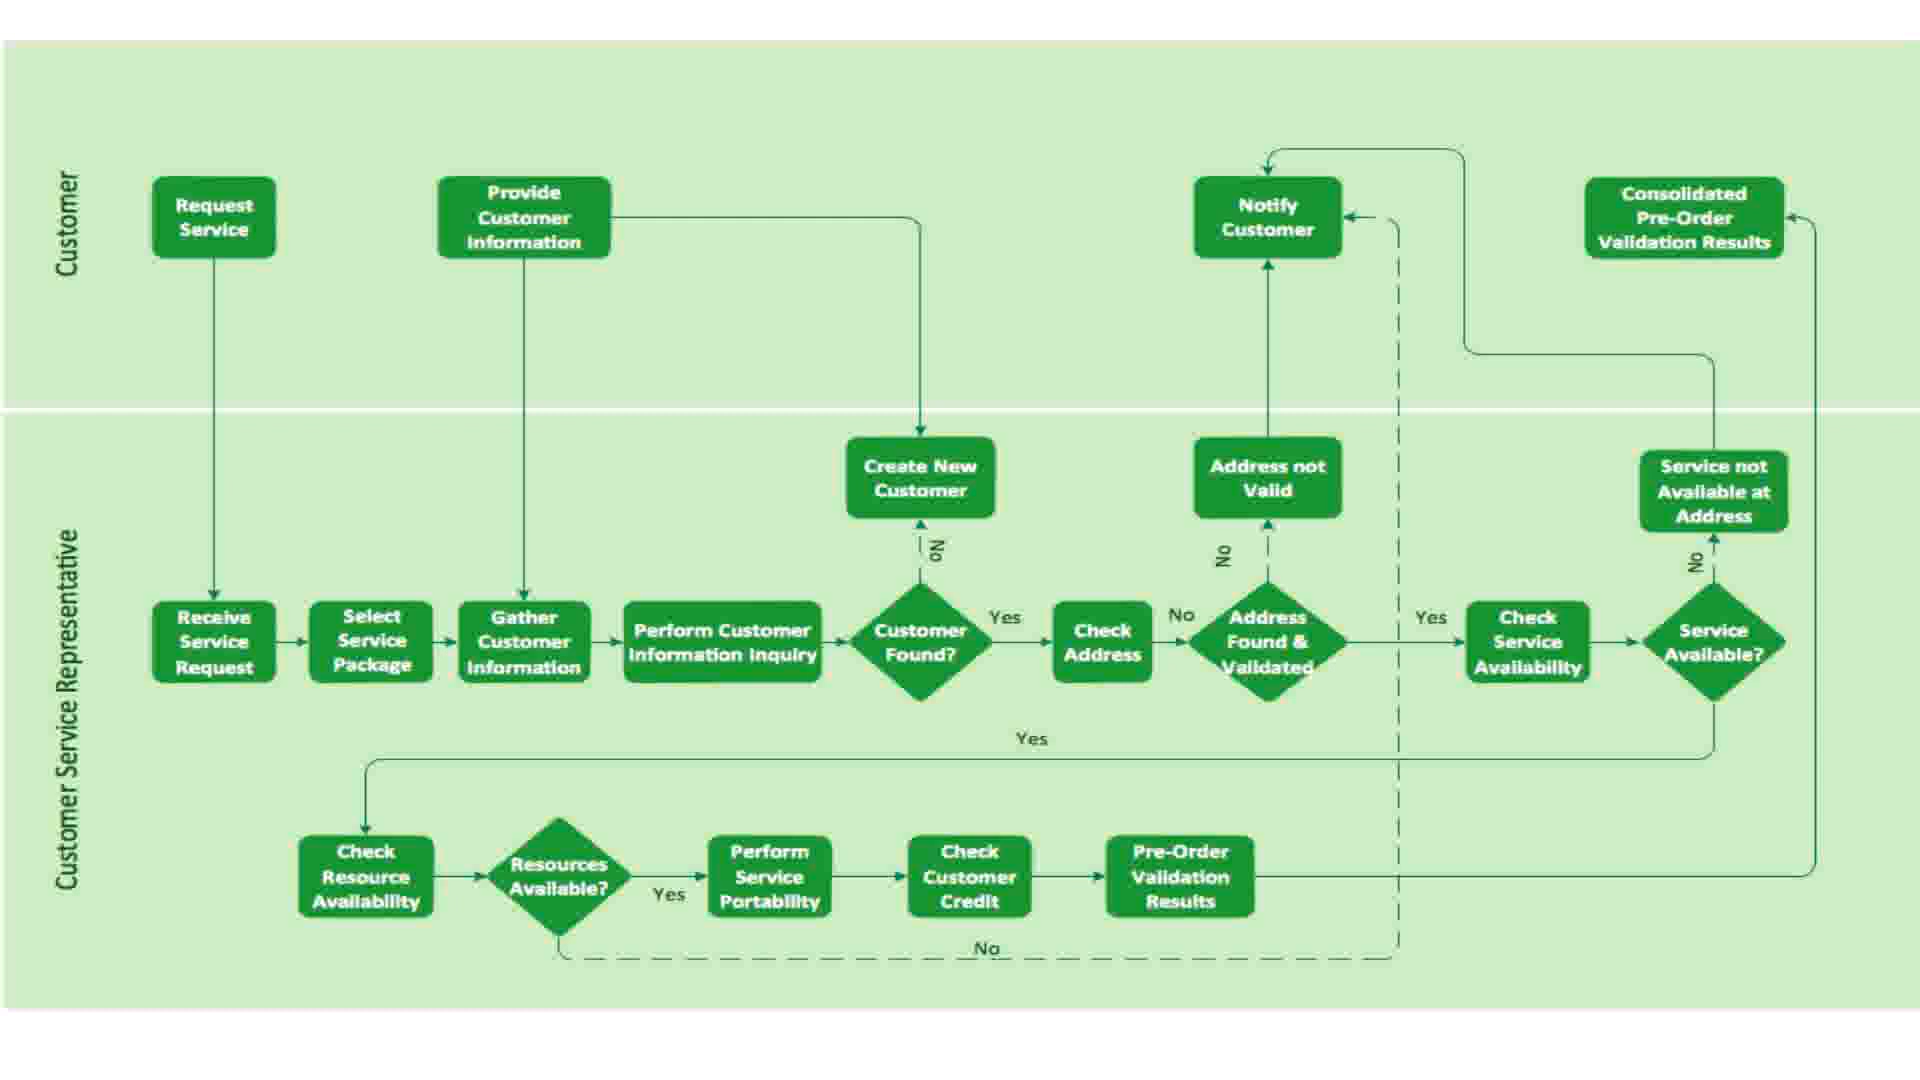 Customer
Request
Service
Provide
Customer
Information
Notify
Customer
Consolidated
Pre-Order
Validation Results
Customer Service Representative
Create New
Customer
Address not
Valid
Service not
Available at
Address
No
No
No
Receive
Service
Request
Select
Service
Package
Gather
Customer
Information
Perform Customer
Information Inquiry
Customer
Found?
Yes
Check
Address
No
Address
Found &
Validated
Yes
Check
Service
Availability
Service
Available?
Yes
Check
Resource
Availability
Resources
Available?
Yes
Perform
Service
Portability
Check
Customer
Credit
Pre-Order
Validation
Results
No